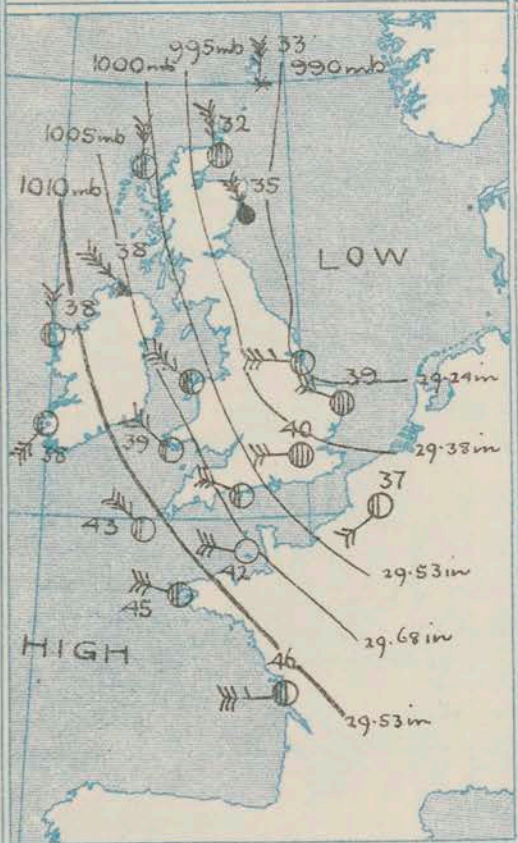 995mb 33
1000mb 990mb
32
1005mb
35
1010mb
38
LOW
38
39
29.24in
40
39
38
29.38in
37
43
42
29.53in
45
29.68in
HIGH
46
29.53in